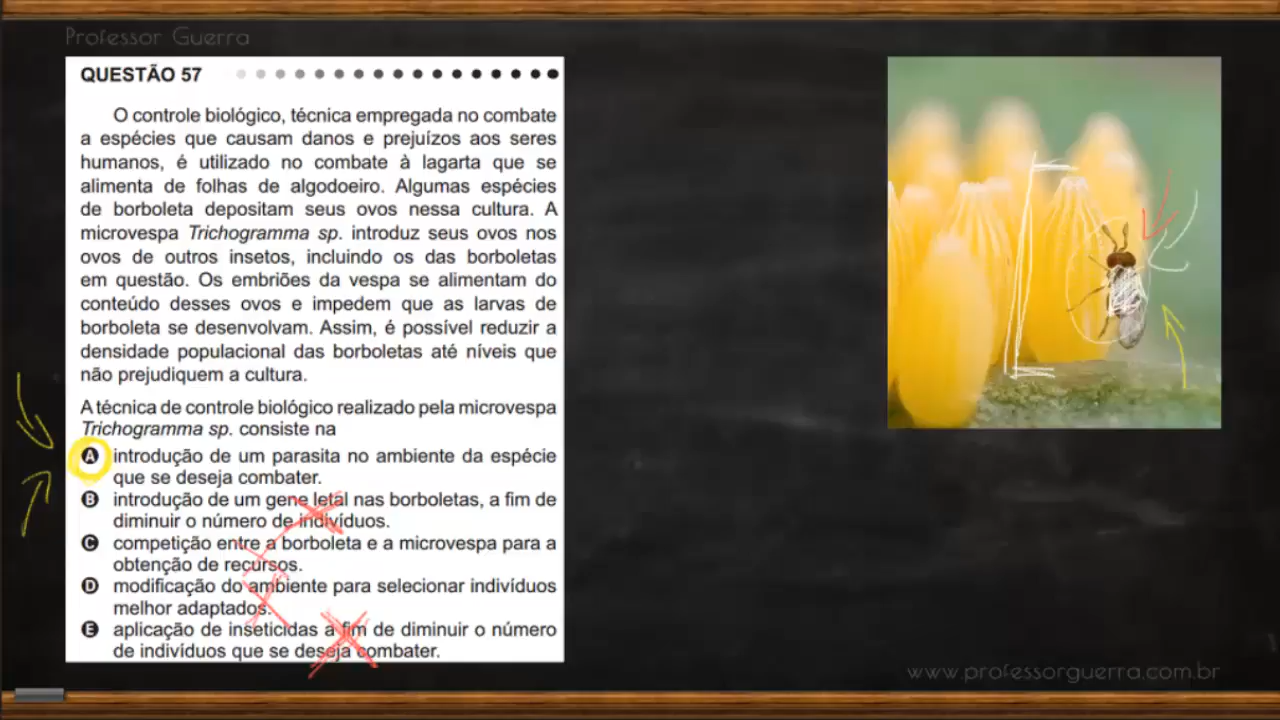 Professor Guerra
QUESTÃO 57
O controle biológico, técnica empregada no combate
a espécies que causam danos e prejuízos aos seres
humanos, é utilizado no combate à lagarta que se
alimenta de folhas de algodoeiro. Algumas espécies
de borboleta depositam seus ovos nessa cultura. A
microvespa Trichogramma sp. introduz seus ovos nos
ovos de outros insetos, incluindo os das borboletas
em questão. Os embriões da vespa se alimentam do
conteúdo desses ovos e impedem que as larvas de
borboleta se desenvolvam. Assim, é possível reduzir a
densidade populacional das borboletas até níveis que
não prejudiquem a cultura.
A técnica de controle biológico realizado pela microvespa
Trichogramma sp. consiste na
A introdução de um parasita no ambiente da espécie
que se deseja combater.
B introdução de um gene letal nas borboletas, a fim de
diminuir o número de indivíduos.
C competição entre a borboleta e a microvespa para a
obtenção de recursos.
D modificação do ambiente para selecionar indivíduos
melhor adaptados.
E aplicação de inseticidas a fim de diminuir o número
de indivíduos que se deseja combater.
www.professorguerra.com.br